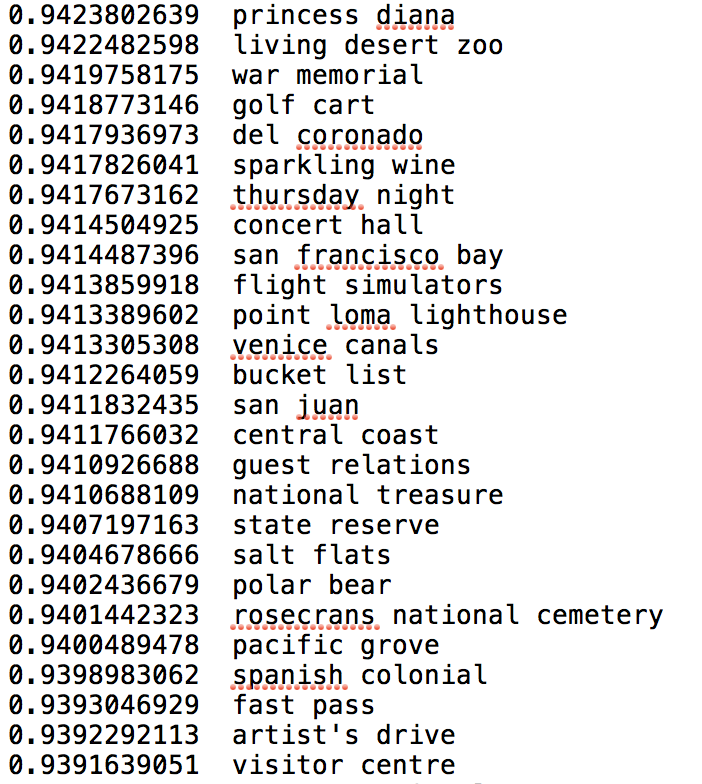 0.9423802639 princess diana
0.9422482598 living desert zoo
0.9419758175 war memorial
0.9418773146 golf cart
0.9417936973 del coronado
0.9417826041 sparkling wine
0.9417673162 thursday night
0.9414504925 concert hall
0.9414487396 san francisco bay
0.9413859918 flight simulators
0.9413389602 point loma lighthouse
0.9413305308 venice canals
0.9412264059 bucket list
0.9411832435 san juan
0.9411766032 central coast
0.9410926688 guest relations
0.9410688109 national treasure
0.9407197163 state reserve
0.9404678666 salt flats
0.9402436679 polar bear
0.9401442323 rosecrans national cemetery
0.9400489478 pacific grove
0.9398983062 spanish colonial
0.9393046929 fast pass
0.9392292113 artist's drive
0.9391639051 visitor centre